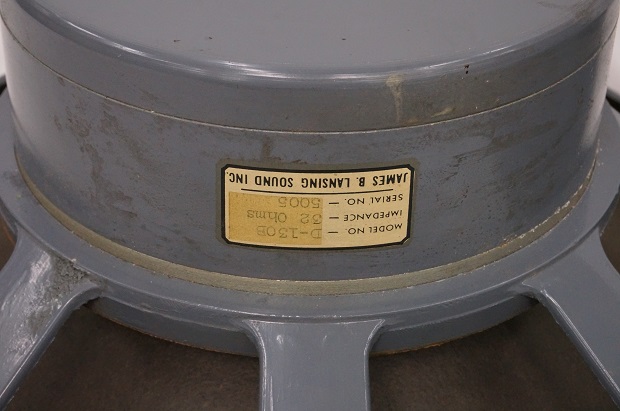 MODEL NO. — D-130B
IMPEDANCE — 32 Ohms
SERIAL NO. — 5005
JAMES B. LANSING SOUND INC.